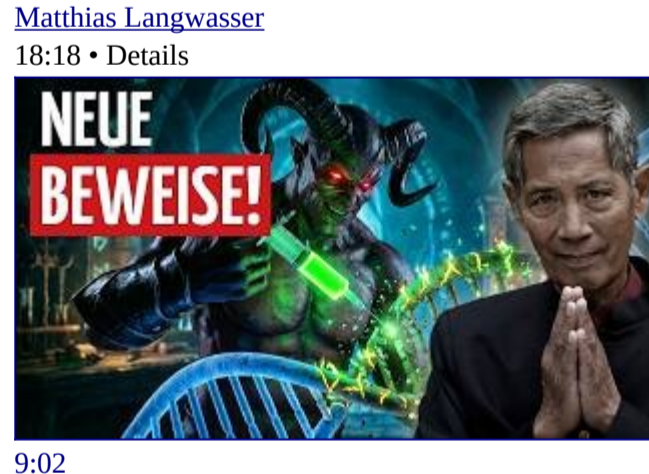 Matthias Langwasser
18:18 • Details
NEUE
BEWEISE!
9:02